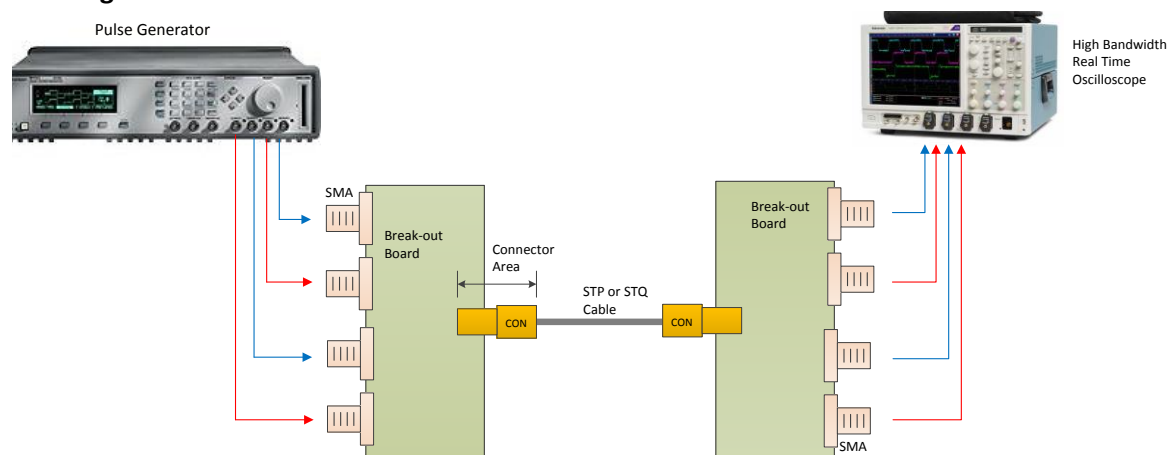 Pulse Generator
High Bandwidth
Real Time
Oscilloscope
SMA
Break-out
Board
Connector
Area
STP or STQ
Cable
CON
CON
Break-out
Board
SMA